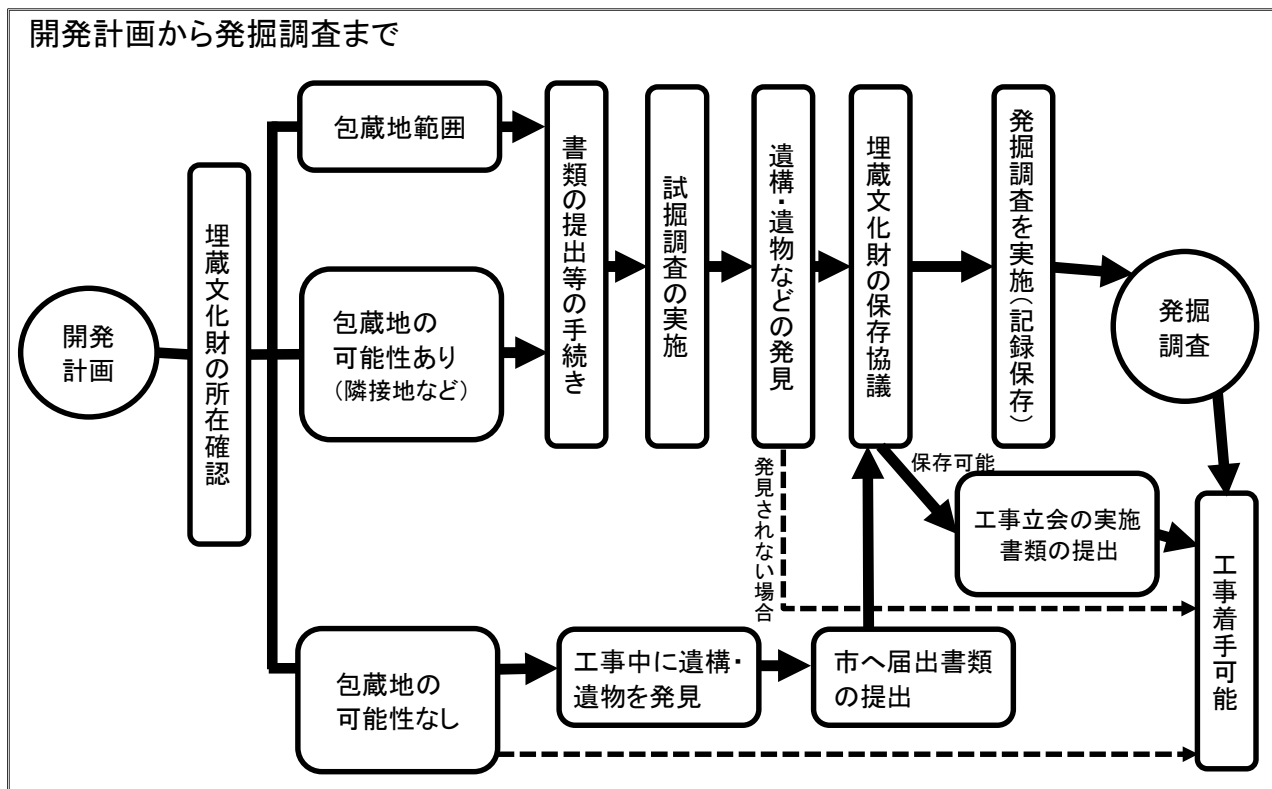 開発計画から発掘調査まで
開発
計画
埋蔵文化財の所在確認
包蔵地範囲
包蔵地の
可能性あり
（隣接地など）
包蔵地の
可能性なし
書類の提出等の手続き
試掘調査の実施
遺構・遺物などの発見
発見されない場合
埋蔵文化財の保存協議
保存可能
発掘調査を実施（記録保存）
発掘
調査
工事立会の実施
書類の提出
工事中に遺構・
遺物を発見
市へ届出書類
の提出
工事着手可能